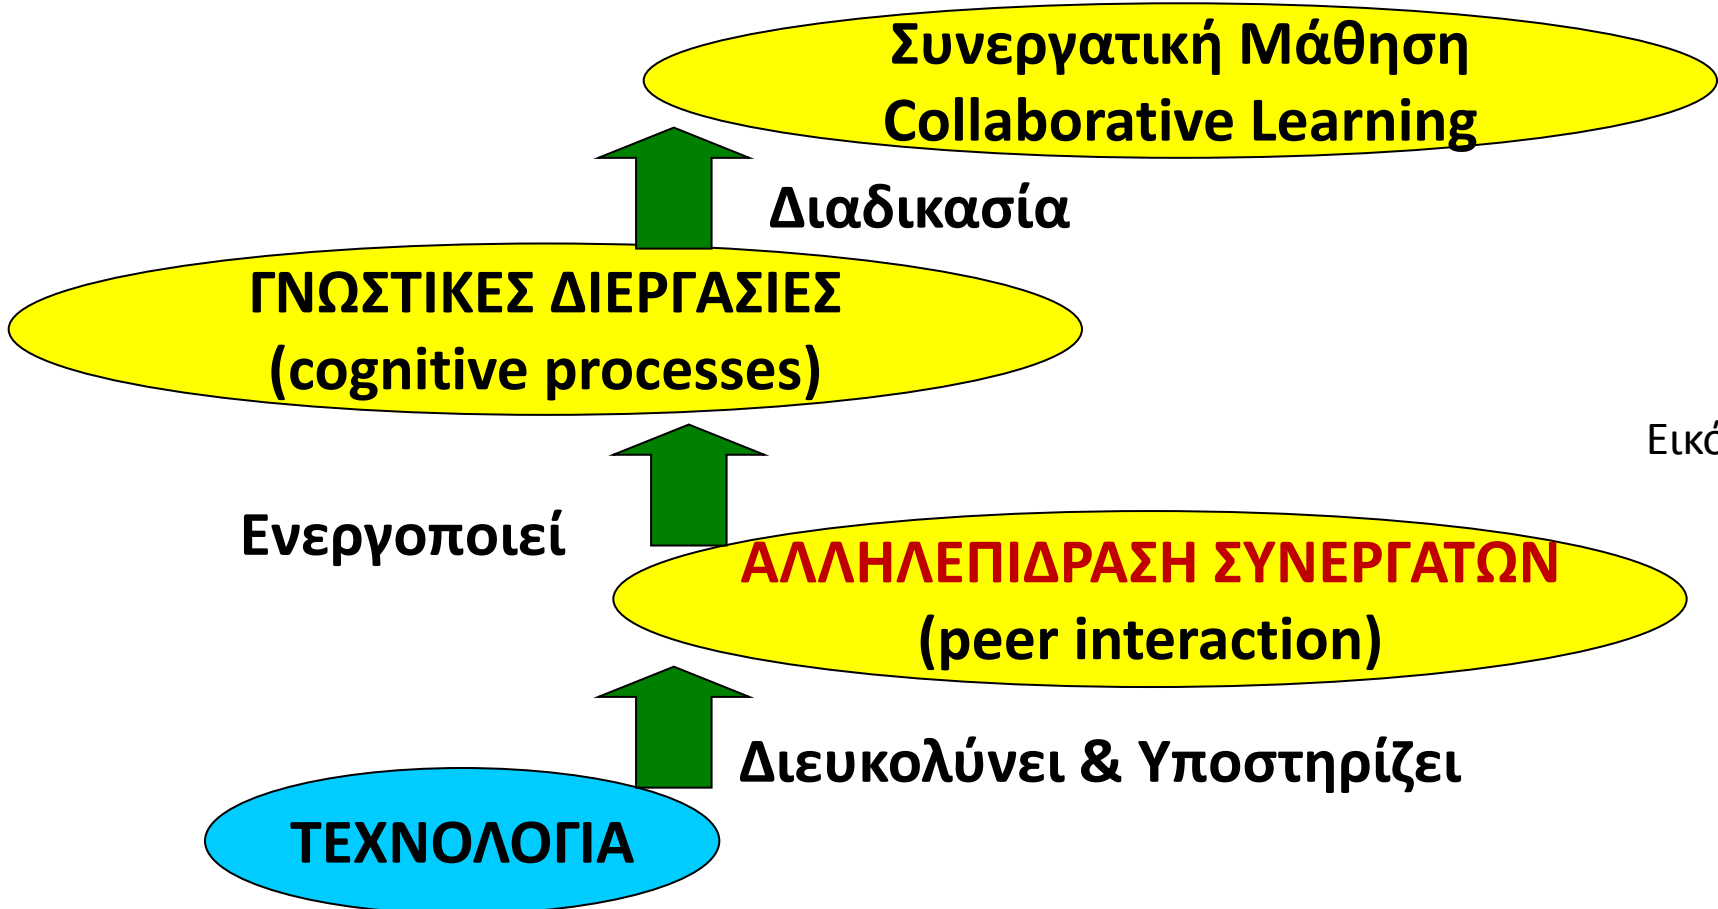 Συνεργατική Μάθηση
Collaborative Learning
Διαδικασία
ΓΝΩΣΤΙΚΕΣ ΔΙΕΡΓΑΣΙΕΣ
(cognitive processes)
Ενεργοποιεί
ΑΛΛΗΛΕΠΙΔΡΑΣΗ ΣΥΝΕΡΓΑΤΩΝ
(peer interaction)
Διευκολύνει & Υποστηρίζει
ΤΕΧΝΟΛΟΓΙΑ